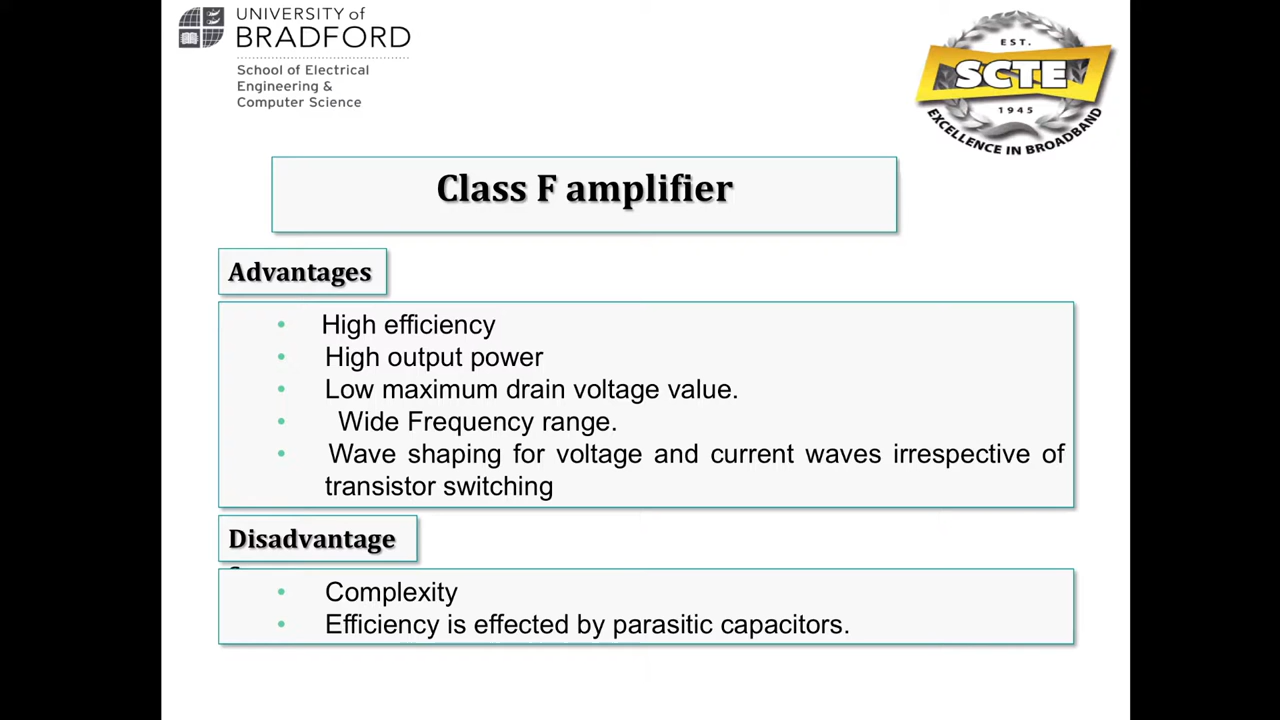 UNIVERSITY of
BRADFORD
School of Electrical
Engineering &
Computer Science
EST.
SCTE
1945
EXCELLENCE IN BROADBAND
Class F amplifier
Advantages
• High efficiency
• High output power
• Low maximum drain voltage value.
• Wide Frequency range.
• Wave shaping for voltage and current waves irrespective of
transistor switching
Disadvantage
• Complexity
• Efficiency is effected by parasitic capacitors.